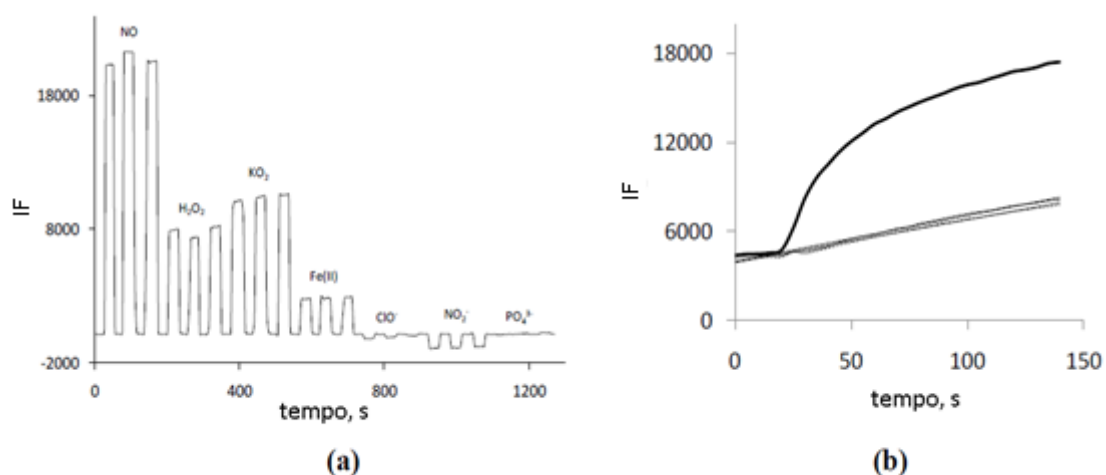 NO
18000
KO₂
IF
H₂O₂
8000
Fe(II)
ClO⁻
NO₂⁻
PO₄³⁻
-2000
0
400
800
1200
tempo, s
(a)
18000
12000
IF
6000
0
0
50
100
150
tempo, s
(b)